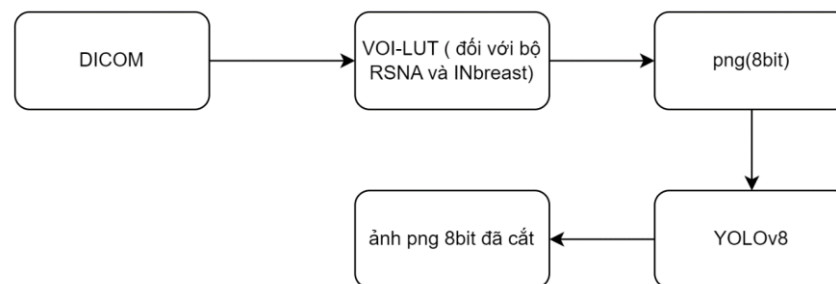 DICOM
VOI-LUT ( đối với bộ
RSNA và INbreast)
png(8bit)
YOLOv8
ảnh png 8bit đã cắt